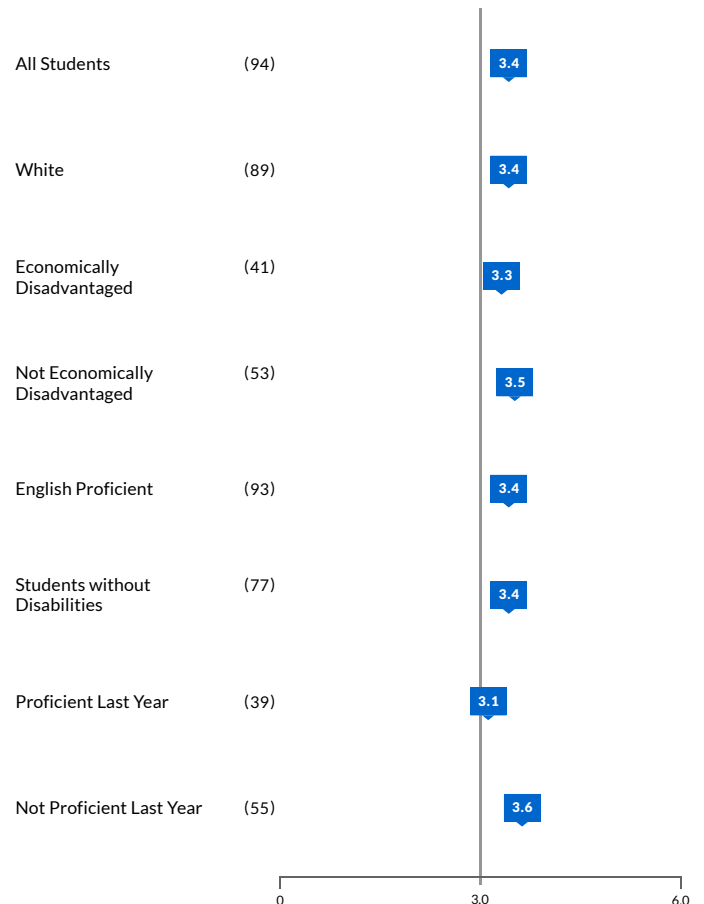 All Students (94) 3.4
White (89) 3.4
Economically (41) 3.3
Disadvantaged
Not Economically (53) 3.5
Disadvantaged
English Proficient (93) 3.4
Students without (77) 3.4
Disabilities
Proficient Last Year (39) 3.1
Not Proficient Last Year (55) 3.6
0 3.0 6.0